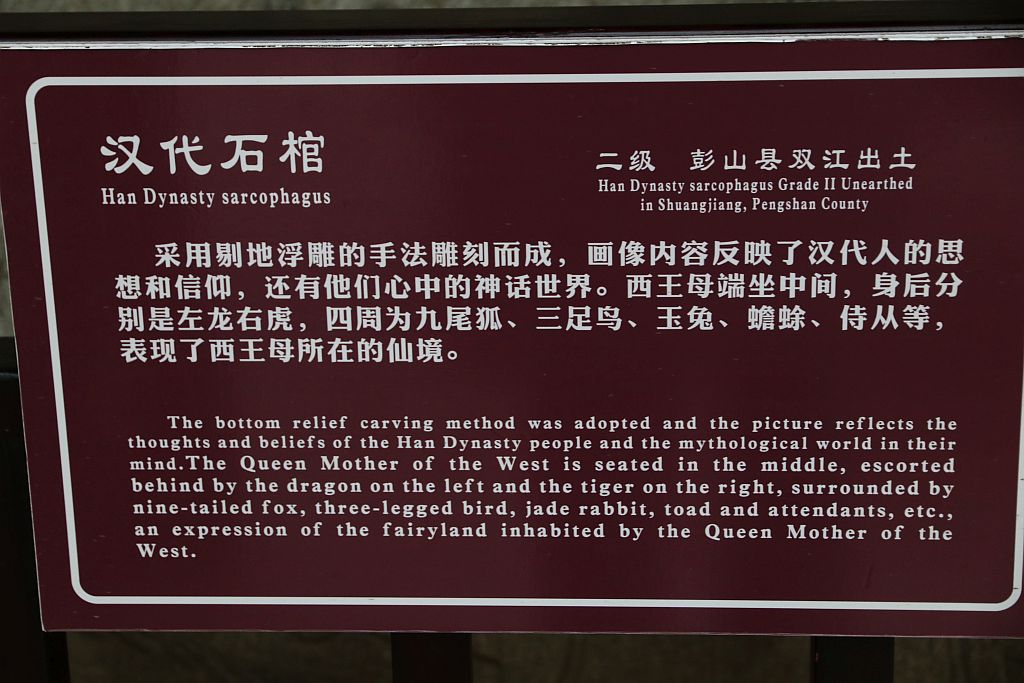 汉代石棺
Han Dynasty sarcophagus
二级 彭山县双江出土
Han Dynasty sarcophagus Grade II Unearthed
in Shuangjiang, Pengshan County
采用剔地浮雕的手法雕刻而成，画像内容反映了汉代人的思
想和信仰，还有他们心中的神话世界。西王母端坐中间，身后分
别是左龙右虎，四周为九尾狐、三足鸟、玉兔、蟾蜍、侍从等，
表现了西王母所在的仙境。
The bottom relief carving method was adopted and the picture reflects the
thoughts and beliefs of the Han Dynasty people and the mythological world in their
mind.The Queen Mother of the West is seated in the middle, escorted
behind by the dragon on the left and the tiger on the right, surrounded by
nine-tailed fox, three-legged bird, jade rabbit, toad and attendants, etc.,
an expression of the fairyland inhabited by the Queen Mother of the
West.